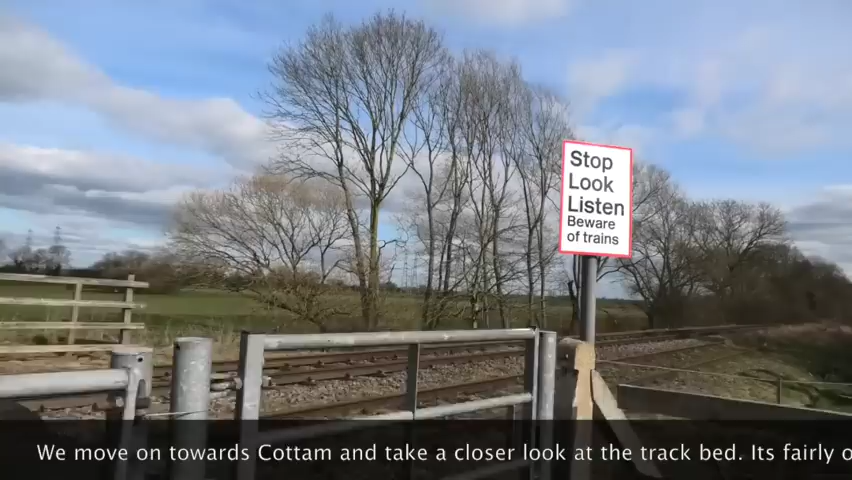 Stop
Look
Listen
Beware
of trains
We move on towards Cottam and take a closer look at the track bed. Its fairly